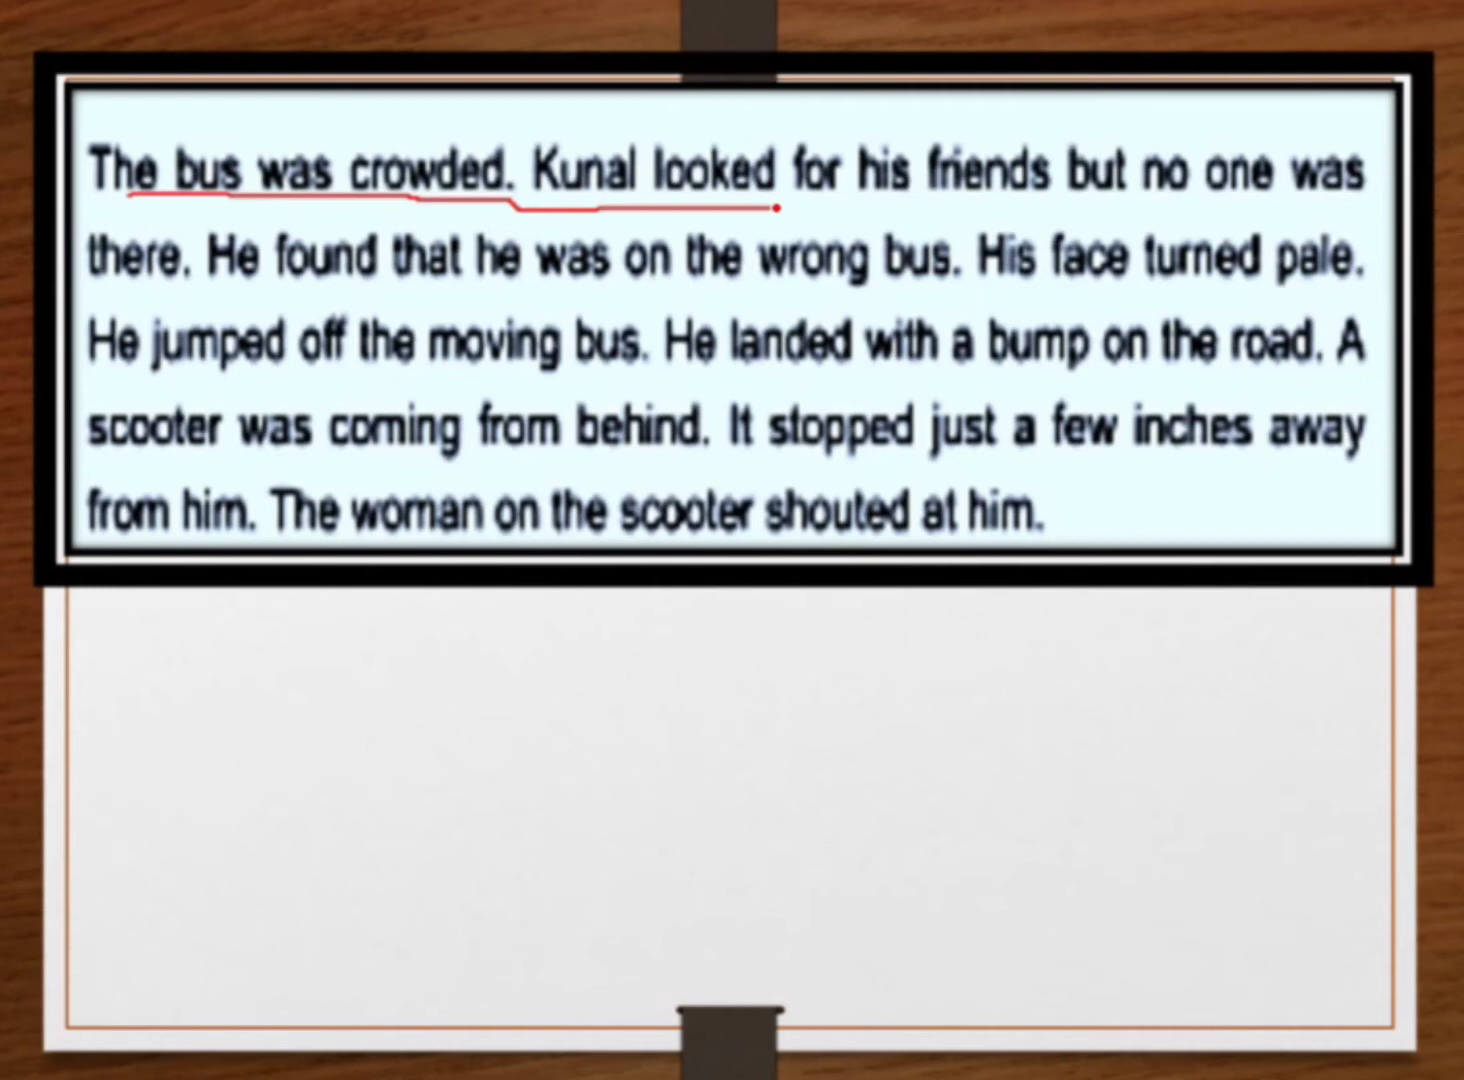 The bus was crowded. Kunal looked for his friends but no one was
there. He found that he was on the wrong bus. His face turned pale.
He jumped off the moving bus. He landed with a bump on the road. A
scooter was coming from behind. It stopped just a few inches away
from him. The woman on the scooter shouted at him.